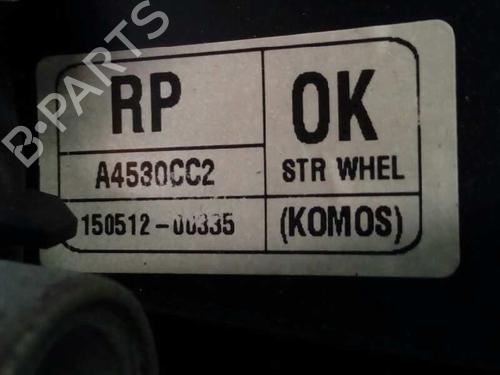 B-PARTS
RP
OK
A4530CC2
STR WHEL
150512-00335
(KOMOS)